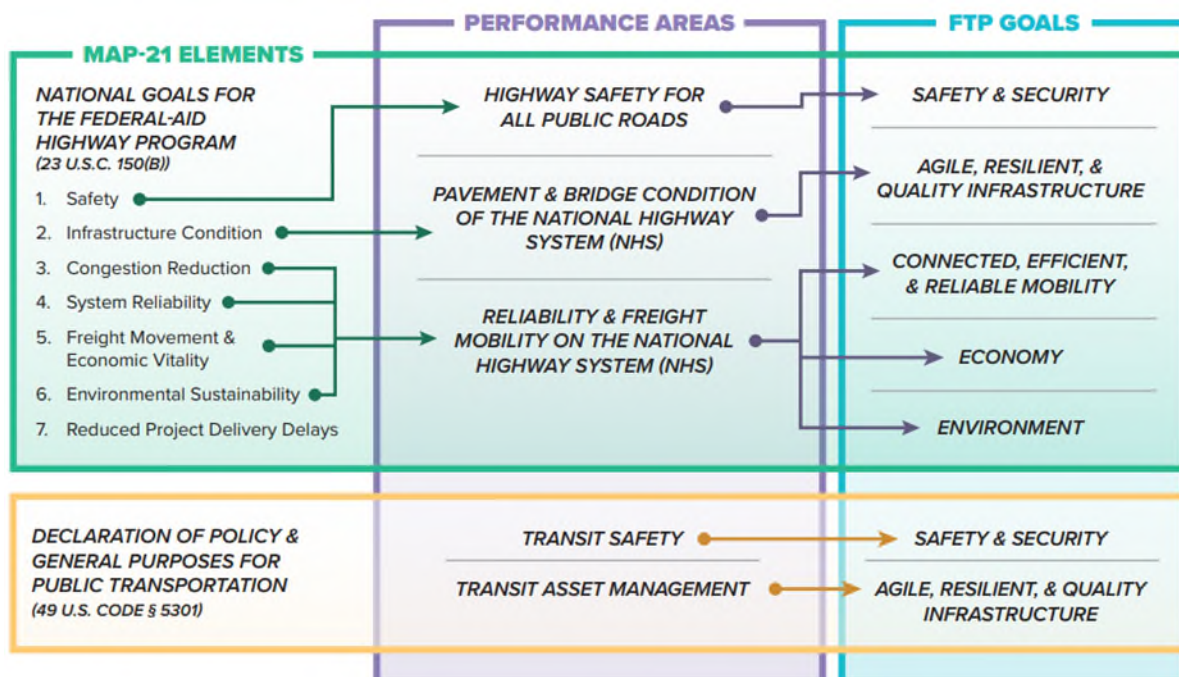 PERFORMANCE AREAS
FTP GOALS
MAP-21 ELEMENTS
NATIONAL GOALS FOR
THE FEDERAL-AID
HIGHWAY PROGRAM
(23 U.S.C. 150(B))
1. Safety
2. Infrastructure Condition
3. Congestion Reduction
4. System Reliability
5. Freight Movement &
Economic Vitality
6. Environmental Sustainability
7. Reduced Project Delivery Delays
HIGHWAY SAFETY FOR
ALL PUBLIC ROADS
PAVEMENT & BRIDGE CONDITION
OF THE NATIONAL HIGHWAY
SYSTEM (NHS)
RELIABILITY & FREIGHT
MOBILITY ON THE NATIONAL
HIGHWAY SYSTEM (NHS)
SAFETY & SECURITY
AGILE, RESILIENT, &
QUALITY INFRASTRUCTURE
CONNECTED, EFFICIENT,
& RELIABLE MOBILITY
ECONOMY
ENVIRONMENT
DECLARATION OF POLICY &
GENERAL PURPOSES FOR
PUBLIC TRANSPORTATION
(49 U.S. CODE § 5301)
TRANSIT SAFETY
TRANSIT ASSET MANAGEMENT
SAFETY & SECURITY
AGILE, RESILIENT, & QUALITY
INFRASTRUCTURE